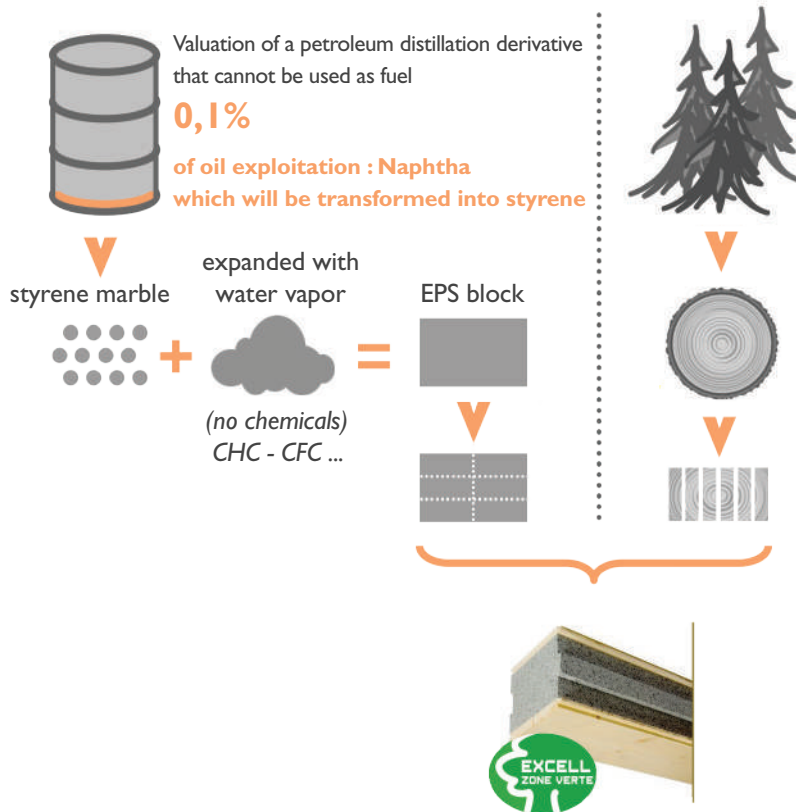 Valuation of a petroleum distillation derivative
that cannot be used as fuel
0,1%
of oil exploitation : Naphtha
which will be transformed into styrene
styrene marble
+
expanded with
water vapor
(no chemicals)
CHC - CFC ...
=
EPS block
EXCELL
ZONE VERTE